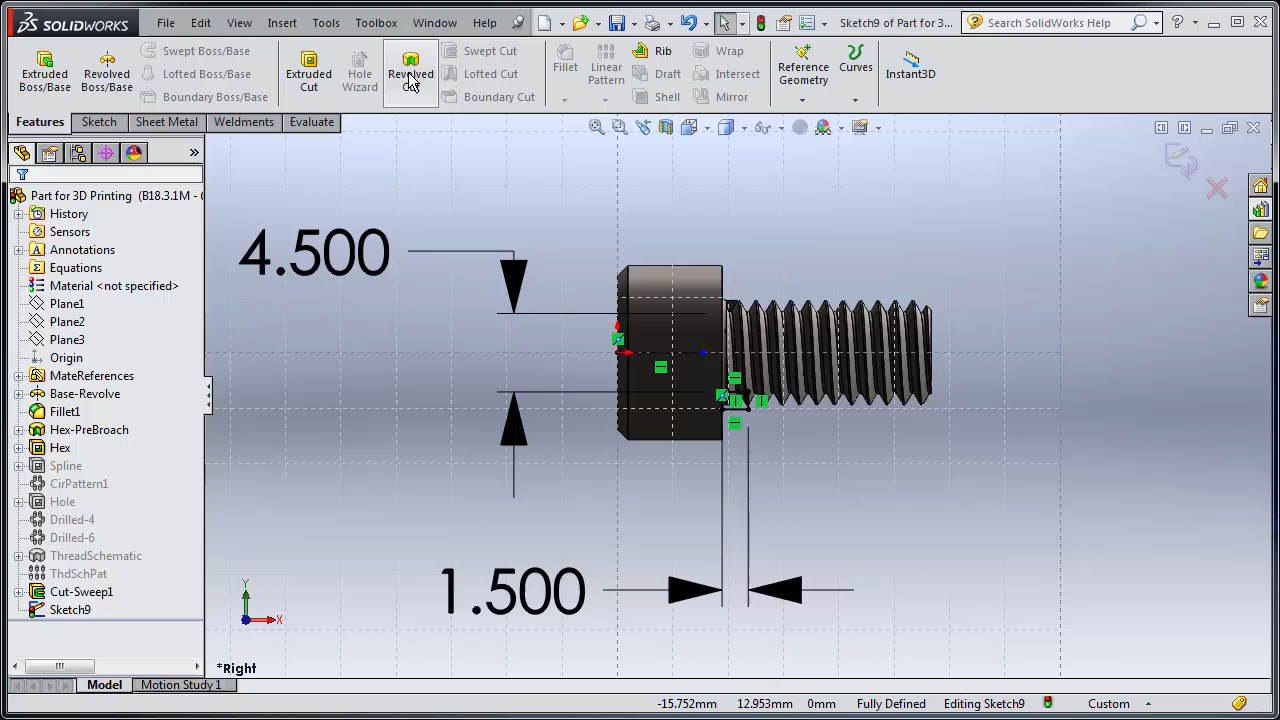 SOLIDWORKS File Edit View Insert Tools Toolbox Window Help Sketch9 of Part for 3... Search SolidWorks Help
Extruded Boss/Base
Revolved Boss/Base
Swept Boss/Base
Lofted Boss/Base
Boundary Boss/Base
Extruded Cut
Hole Wizard
Revolved Cut
Swept Cut
Lofted Cut
Boundary Cut
Fillet
Linear Pattern
Rib
Draft
Shell
Wrap
Intersect
Mirror
Reference Geometry
Curves
Instant3D
Features Sketch Sheet Metal Weldments Evaluate
Part for 3D Printing (B18.3.1M -
History
Sensors
Annotations
Equations
Material <not specified>
Plane1
Plane2
Plane3
Origin
MateReferences
Base-Revolve
Fillet1
Hex-PreBroach
Hex
Spline
CirPattern1
Hole
Drilled-4
Drilled-6
ThreadSchematic
ThdSchPat
Cut-Sweep1
Sketch9
4.500
1.500
Y
X
*Right
Model Motion Study 1
-15.752mm 12.953mm 0mm Fully Defined Editing Sketch9 Custom